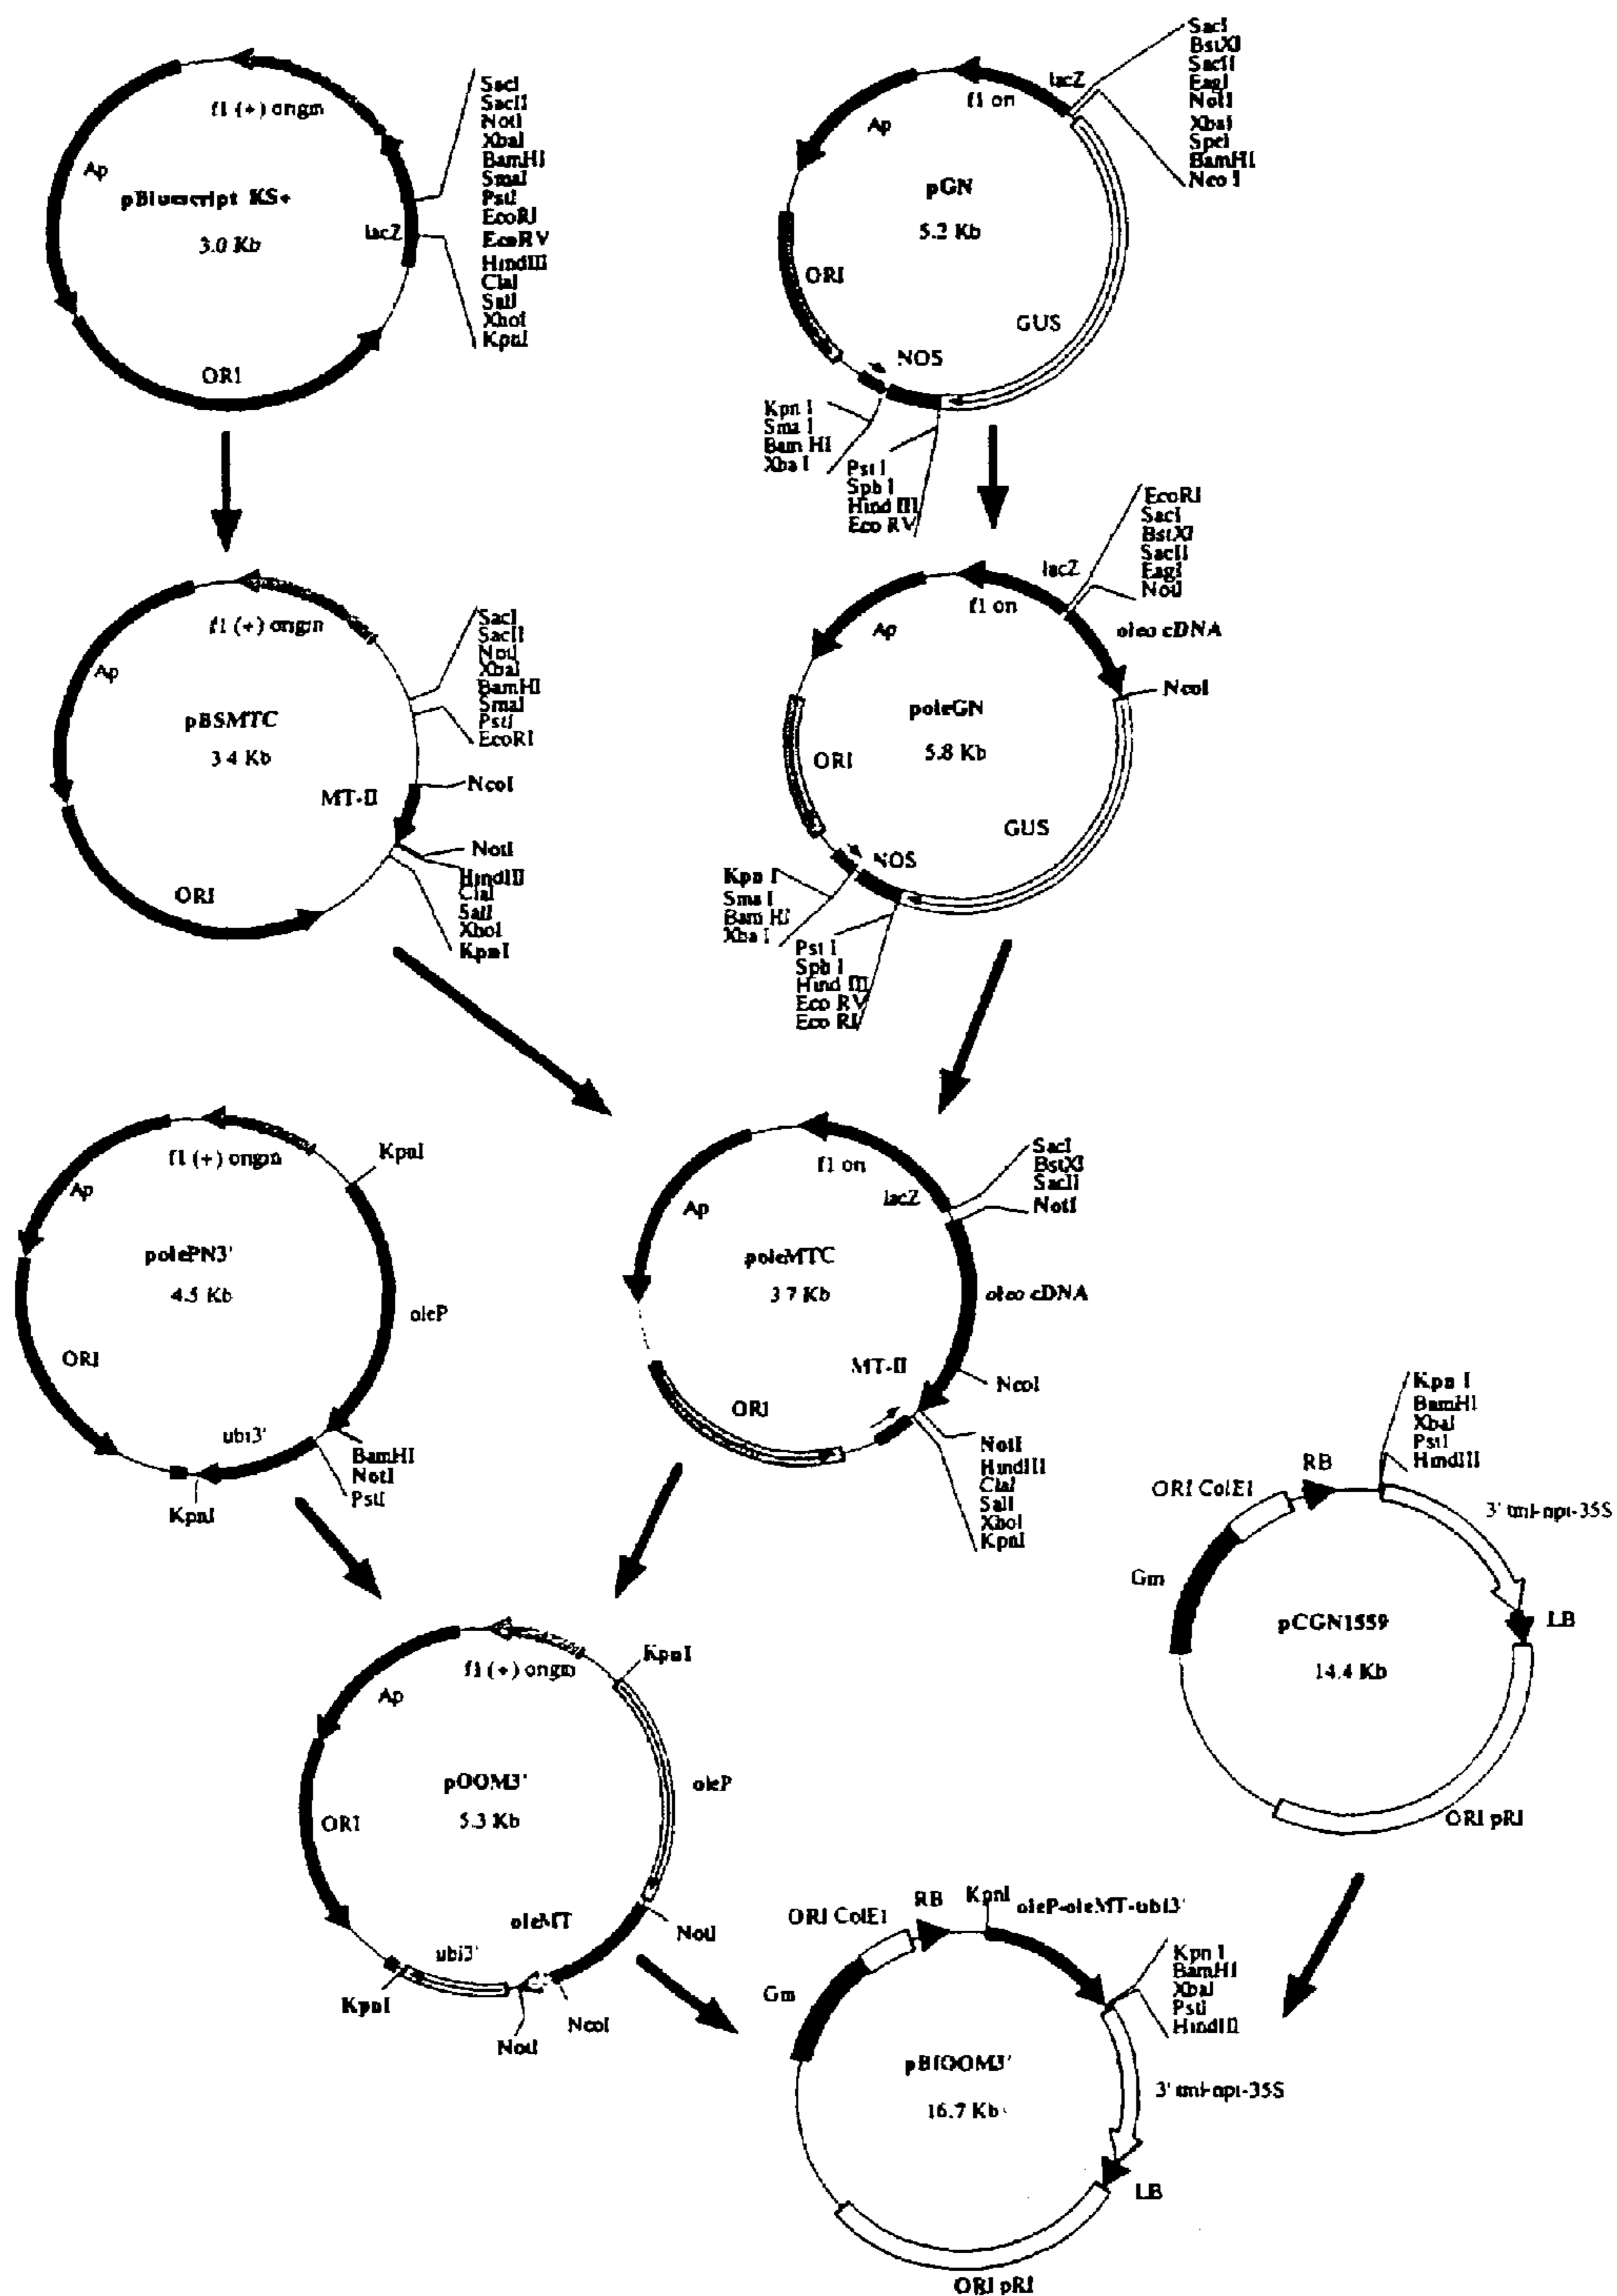 f1 (+) origin
Ap
pBluescript KS+
3.0 Kb
lacZ
ORI
SacI
SacII
NotI
XbaI
BamHI
SmaI
PstI
EcoRI
EcoRV
HindIII
ClaI
SalI
XhoI
KpnI
lacZ
f1 ori
Ap
pGN
5.2 Kb
ORI
GUS
NOS
SacI
BstXI
SacII
EagI
NotI
XbaI
SpeI
BamHI
Nco I
Kpn I
Sma I
Bam HI
Xba I
Pst I
Sph I
Hind III
Eco RV
f1 (+) origin
Ap
pBSMTC
3.4 Kb
MT-II
ORI
SacI
SacII
NotI
XbaI
BamHI
SmaI
PstI
EcoRI
NcoI
NotI
HindIII
ClaI
SalI
XhoI
KpnI
lacZ
f1 ori
Ap
poleGN
5.8 Kb
ORI
GUS
NOS
EcoRI
SacI
BstXI
SacII
EagI
NotI
oleo cDNA
NcoI
Kpn I
Sma I
Bam HI
Xba I
Pst I
Sph I
Hind III
Eco RV
Eco RI
f1 (+) origin
KpnI
Ap
polePN3'
4.5 Kb
oleP
ORI
ubi3'
BamHI
NotI
PstI
KpnI
f1 ori
lacZ
Ap
poleMTC
3.7 Kb
MT-II
ORI
SacI
BstXI
SacII
NotI
oleo cDNA
NcoI
NotI
HindIII
ClaI
SalI
XhoI
KpnI
Kpn I
BamHI
XbaI
PstI
HindIII
RB
ORI ColE1
3' tml-npt-35S
Gm
pCGN1559
14.4 Kb
LB
ORI pRI
f1 (+) origin
KpnI
Ap
pOOM3'
5.3 Kb
oleP
ORI
oleMT
NotI
ubi3'
KpnI
NcoI
NotI
RB
KpnI
oleP-oleMT-ubi3'
ORI ColE1
Gm
Kpn I
BamHI
XbaI
PstI
HindIII
pBIOOM3'
16.7 Kb
3' tml-npt-35S
LB
ORI pRI